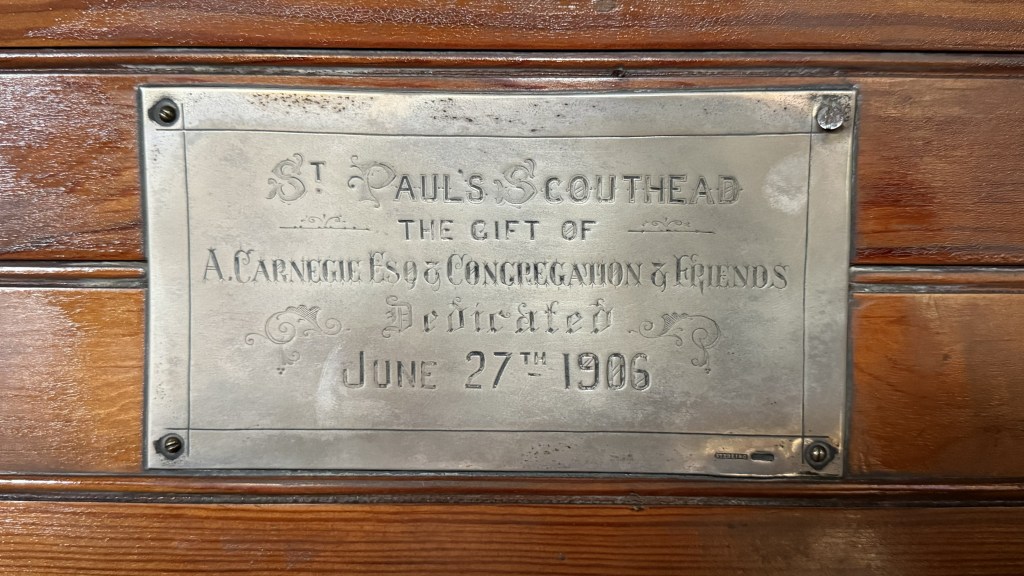 ST PAUL'S SCOUTHEAD
THE GIFT OF
A. CARNEGIE ESQ & CONGREGATION & FRIENDS
Dedicated
JUNE 27TH 1906